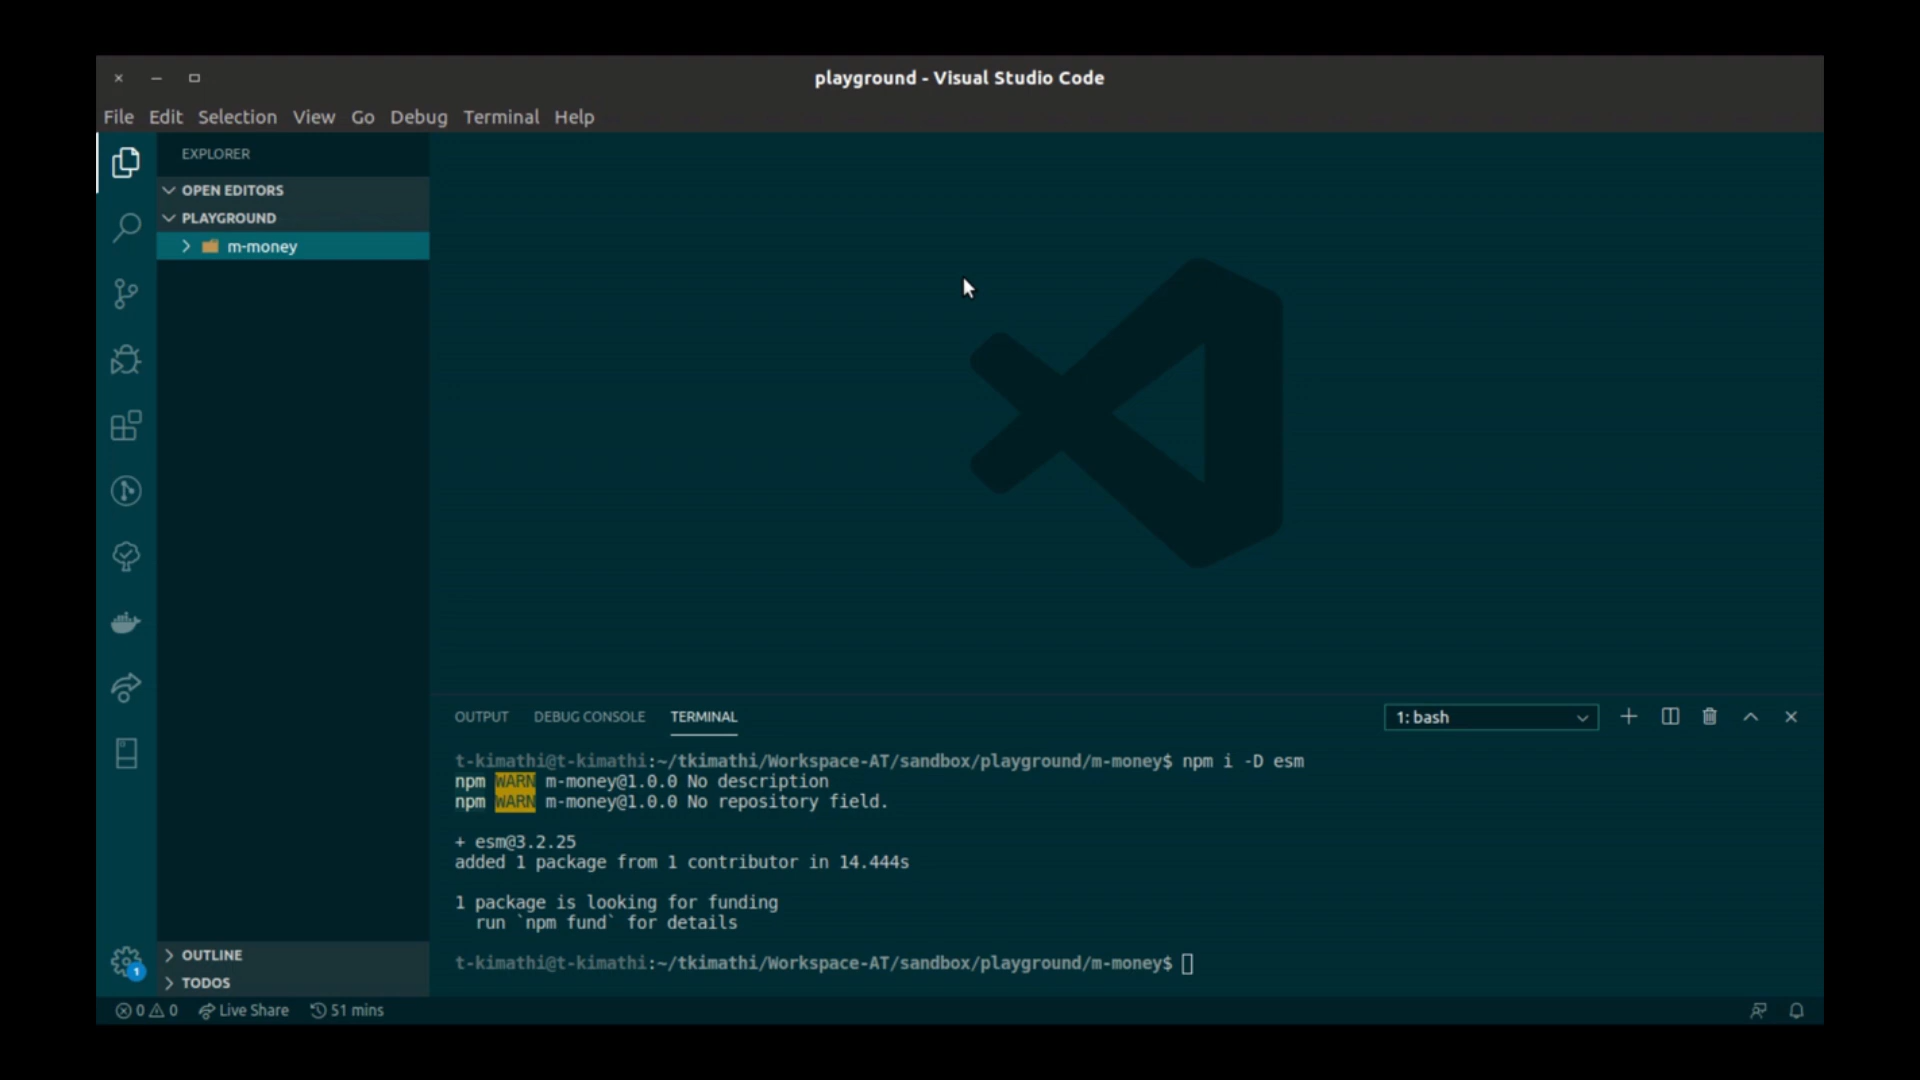 playground - Visual Studio Code
File Edit Selection View Go Debug Terminal Help
EXPLORER
OPEN EDITORS
PLAYGROUND
m-money
OUTPUT DEBUG CONSOLE TERMINAL
1: bash
t-kimathi@t-kimathi:~/tkimathi/Workspace-AT/sandbox/playground/m-money$ npm i -D esm
npm WARN m-money@1.0.0 No description
npm WARN m-money@1.0.0 No repository field.
+ esm@3.2.25
added 1 package from 1 contributor in 14.444s
1 package is looking for funding
run `npm fund` for details
t-kimathi@t-kimathi:~/tkimathi/Workspace-AT/sandbox/playground/m-money$
OUTLINE
TODOS
1
0 0 Live Share 51 mins